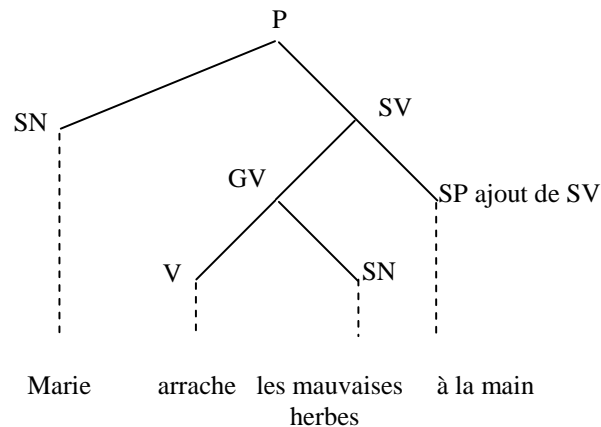 P
SN
SV
GV
SP ajout de SV
V
SN
Marie
arrache
les mauvaises
herbes
à la main